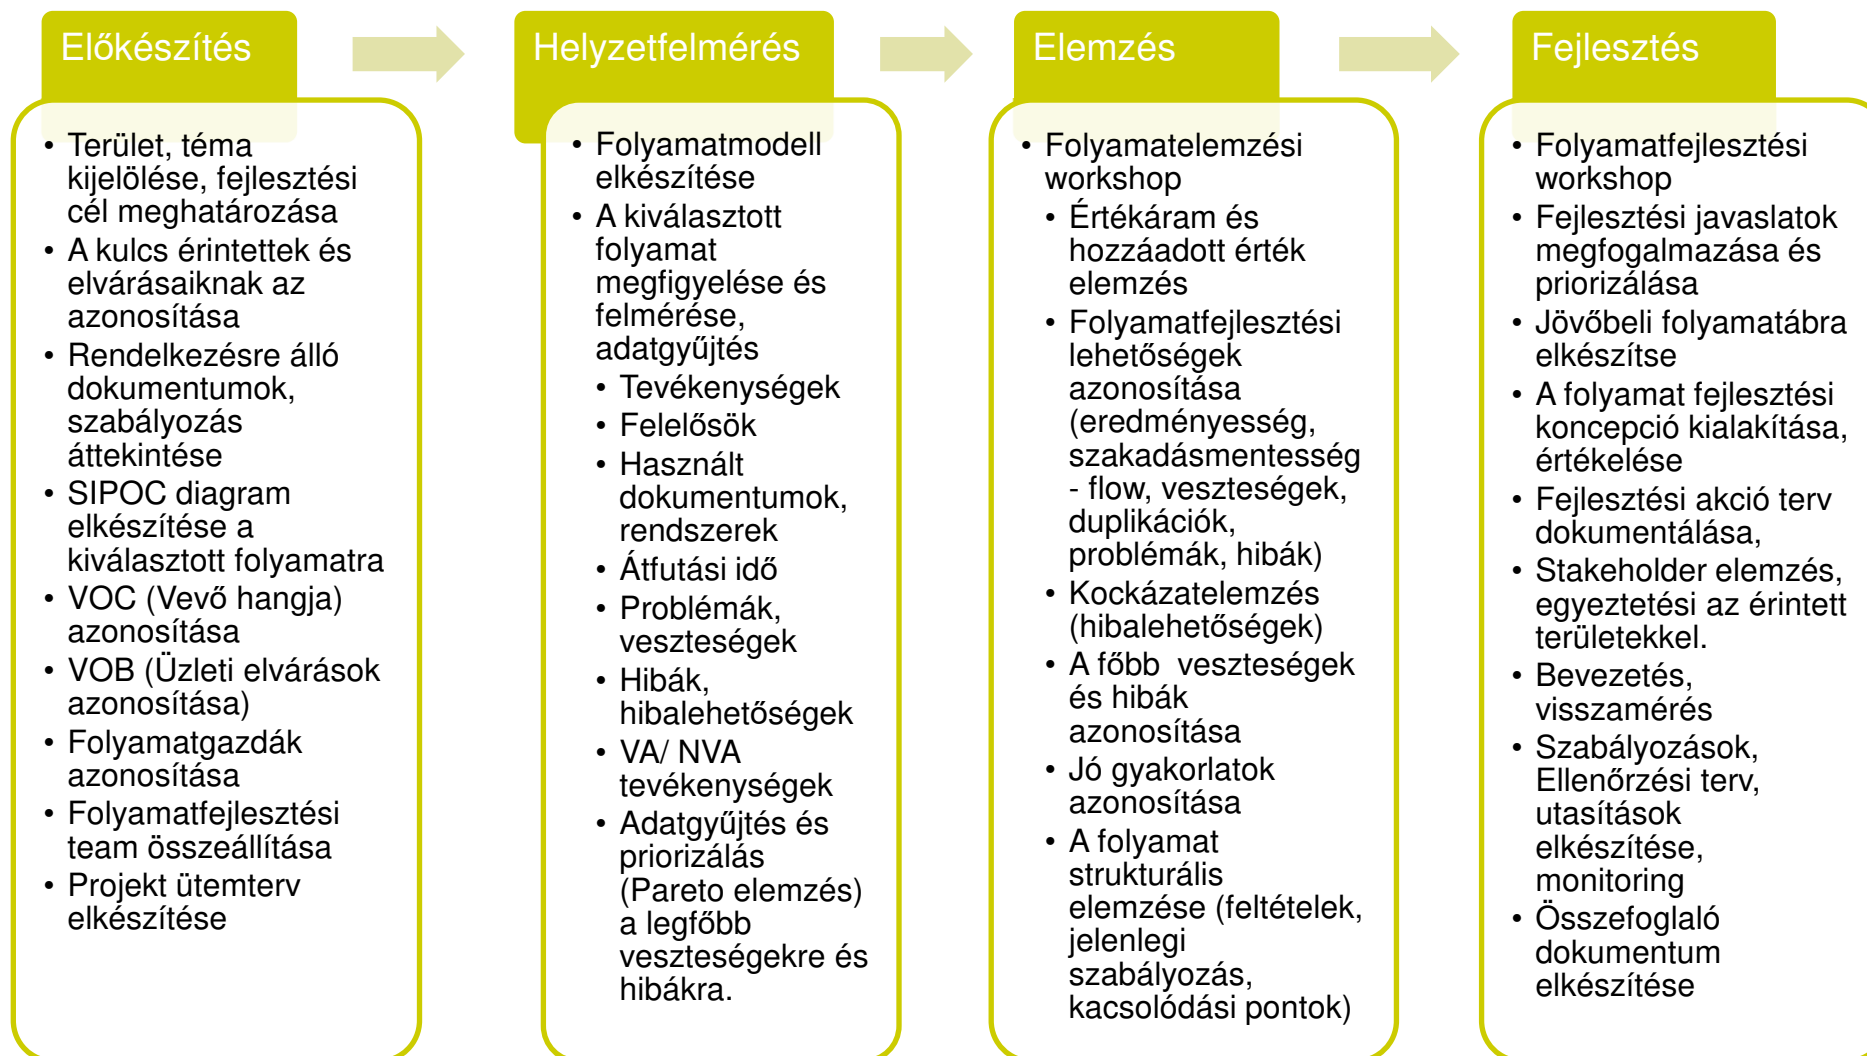 Előkészítés
• Terület, téma
kijelölése, fejlesztési
cél meghatározása
• A kulcs érintettek és
elvárásaiknak az
azonosítása
• Rendelkezésre álló
dokumentumok,
szabályozás
áttekintése
• SIPOC diagram
elkészítése a
kiválasztott folyamatra
• VOC (Vevő hangja)
azonosítása
• VOB (Üzleti elvárások
azonosítása)
• Folyamatgazdák
azonosítása
• Folyamatfejlesztési
team összeállítása
• Projekt ütemterv
elkészítése
Helyzetfelmérés
• Folyamatmodell
elkészítése
• A kiválasztott
folyamat
megfigyelése és
felmérése,
adatgyűjtés
• Tevékenységek
• Felelősök
• Használt
dokumentumok,
rendszerek
• Átfutási idő
• Problémák,
veszteségek
• Hibák,
hibalehetőségek
• VA/ NVA
tevékenységek
• Adatgyűjtés és
priorizálás
(Pareto elemzés)
a legfőbb
veszteségekre és
hibákra.
Elemzés
• Folyamatelemzési
workshop
• Értékáram és
hozzáadott érték
elemzés
• Folyamatfejlesztési
lehetőségek
azonosítása
(eredményesség,
szakadásmentesség
- flow, veszteségek,
duplikációk,
problémák, hibák)
• Kockázatelemzés
(hibalehetőségek)
• A főbb  veszteségek
és hibák
azonosítása
• Jó gyakorlatok
azonosítása
• A folyamat
strukturális
elemzése (feltételek,
jelenlegi
szabályozás,
kacsolódási pontok)
Fejlesztés
• Folyamatfejlesztési
workshop
• Fejlesztési javaslatok
megfogalmazása és
priorizálása
• Jövőbeli folyamatábra
elkészítse
• A folyamat fejlesztési
koncepció kialakítása,
értékelése
• Fejlesztési akció terv
dokumentálása,
• Stakeholder elemzés,
egyeztetési az érintett
területekkel.
• Bevezetés,
visszamérés
• Szabályozások,
Ellenőrzési terv,
utasítások
elkészítése,
monitoring
• Összefoglaló
dokumentum
elkészítése